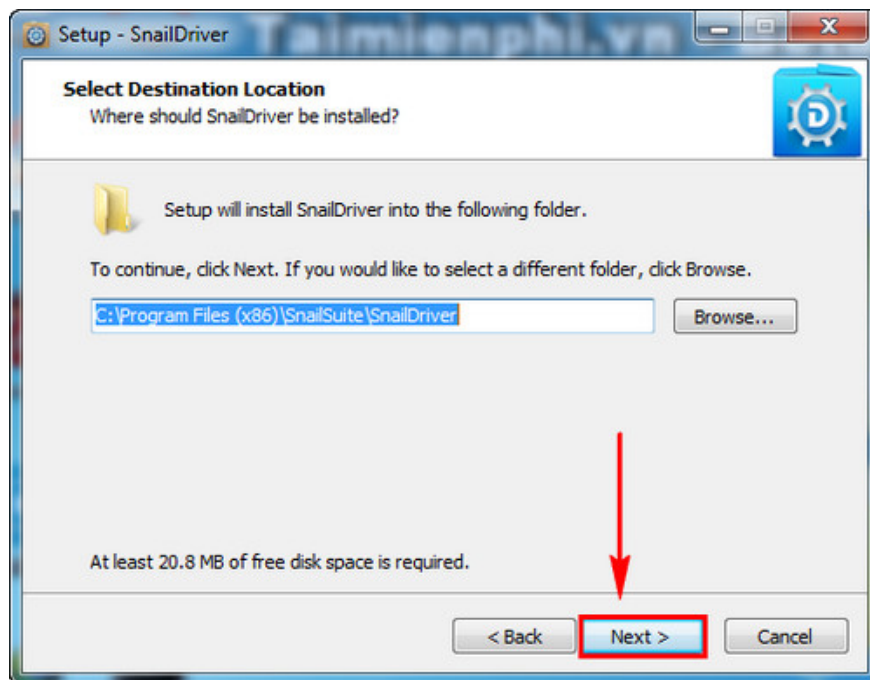 Setup - SnailDriver
Taimienphi.vn
Select Destination Location
Where should SnailDriver be installed?
D
Setup will install SnailDriver into the following folder.
To continue, click Next. If you would like to select a different folder, click Browse.
C:\Program Files (x86)\SnailSuite\SnailDriver
Browse...
At least 20.8 MB of free disk space is required.
< Back
Next >
Cancel